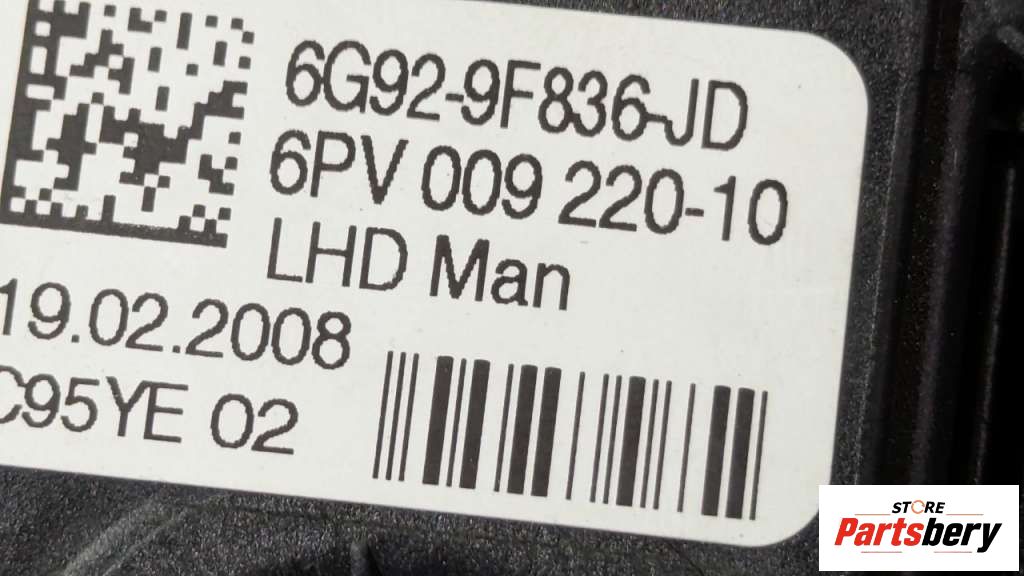 6G92-9F836-JD
6PV 009 220-10
LHD Man
19.02.2008
C95YE 02
STORE
Partsbery